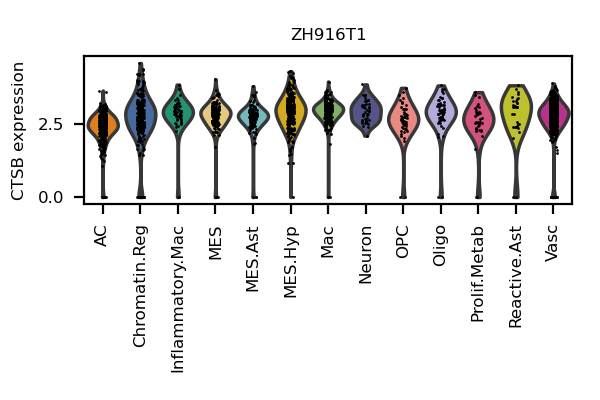 ZH916T1
CTSB expression
2.5
0.0
AC
Chromatin.Reg
Inflammatory.Mac
MES
MES.Ast
MES.Hyp
Mac
Neuron
OPC
Oligo
Prolif.Metab
Reactive.Ast
Vasc